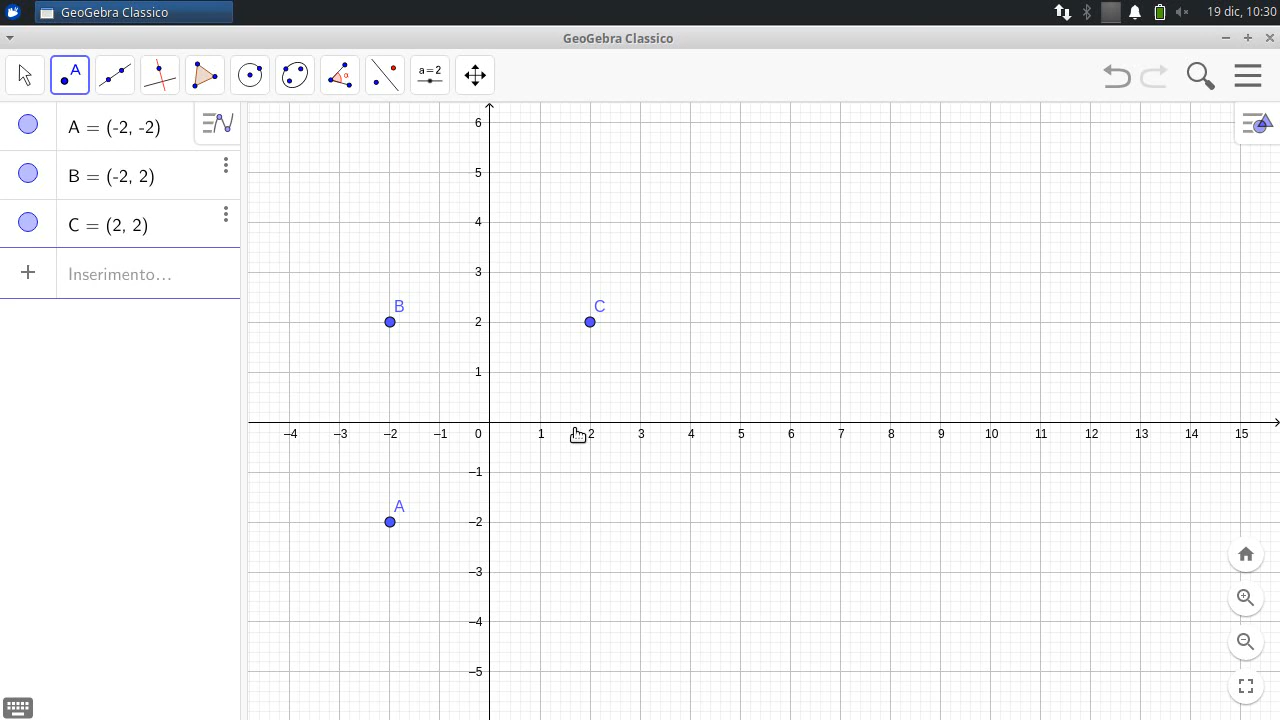 GeoGebra Classico
19 dic, 10:30
GeoGebra Classico
A
α
a=2
A = (-2, -2)
B = (-2, 2)
C = (2, 2)
Inserimento…
6
5
4
3
2
1
–4 –3 –2 –1 0 1 2 3 4 5 6 7 8 9 10 11 12 13 14 15
–1
–2
–3
–4
–5
B
C
A